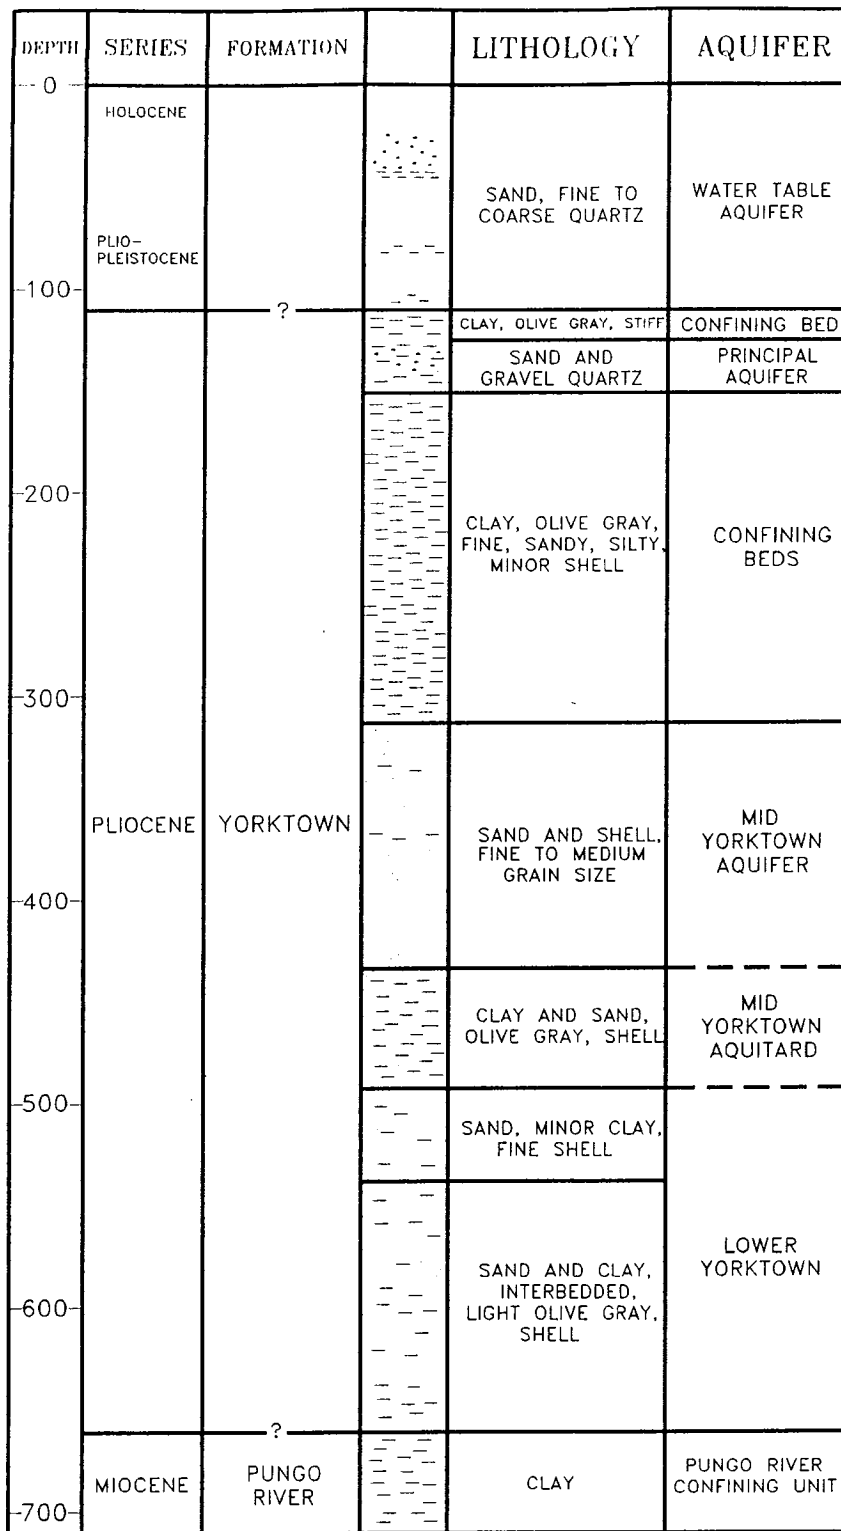 DEPTH SERIES FORMATION LITHOLOGY AQUIFER
0
HOLOCENE
SAND, FINE TO
COARSE QUARTZ
WATER TABLE
AQUIFER
PLIO-
PLEISTOCENE
-100-
?
CLAY, OLIVE GRAY, STIFF
CONFINING BED
SAND AND
GRAVEL QUARTZ
PRINCIPAL
AQUIFER
-200-
CLAY, OLIVE GRAY,
FINE, SANDY, SILTY,
MINOR SHELL
CONFINING
BEDS
-300-
PLIOCENE
YORKTOWN
SAND AND SHELL,
FINE TO MEDIUM
GRAIN SIZE
MID
YORKTOWN
AQUIFER
-400-
CLAY AND SAND,
OLIVE GRAY, SHELL
MID
YORKTOWN
AQUITARD
-500-
SAND, MINOR CLAY,
FINE SHELL
SAND AND CLAY,
INTERBEDDED,
LIGHT OLIVE GRAY,
SHELL
LOWER
YORKTOWN
-600-
?
MIOCENE
PUNGO
RIVER
CLAY
PUNGO RIVER
CONFINING UNIT
-700-